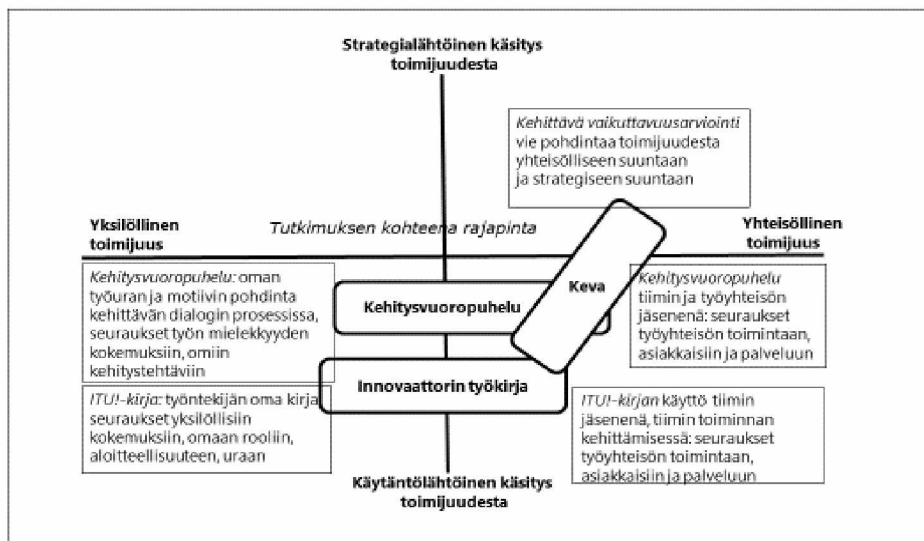 Strategialähtöinen käsitys
toimijuudesta
Kehittävä vaikuttavuusarviointi
vie pohdintaa toimijuudesta
yhteisölliseen suuntaan
ja strategiseen suuntaan
Yksilöllinen
toimijuus
Tutkimuksen kohteena rajapinta
Yhteisöllinen
toimijuus
Kehitysvuoropuhelu: oman
työuran ja motiivin pohdinta
kehittävän dialogin prosessissa,
seuraukset työn mielekkyyden
kokemuksiin, omiin
kehitystehtäviin
Kehitysvuoropuhelu
Keva
Kehitysvuoropuhelu
tiimin ja työyhteisön
jäsenenä: seuraukset
työyhteisön toimintaan,
asiakkaisiin ja palveluun
ITU!-kirja: työntekijän oma kirja
seuraukset yksilöllisiin
kokemuksiin, omaan rooliin,
aloitteellisuuteen, uraan
Innovaattorin työkirja
ITU!-kirjan käyttö tiimin
jäsenenä, tiimin toiminnan
kehittämisessä: seuraukset
työyhteisön toimintaan,
asiakkaisiin ja palveluun
Käytäntölähtöinen käsitys
toimijuudesta